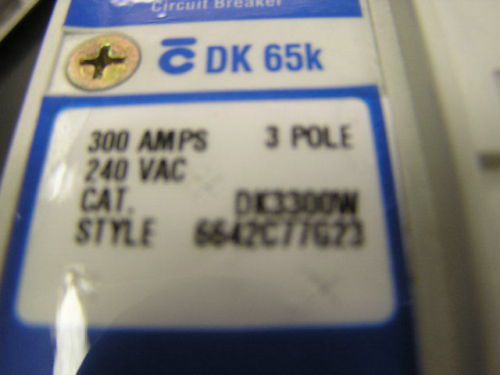 Circuit Breaker
DK 65k
300 AMPS 3 POLE
240 VAC
CAT. DK3300W
STYLE 6642C77G23